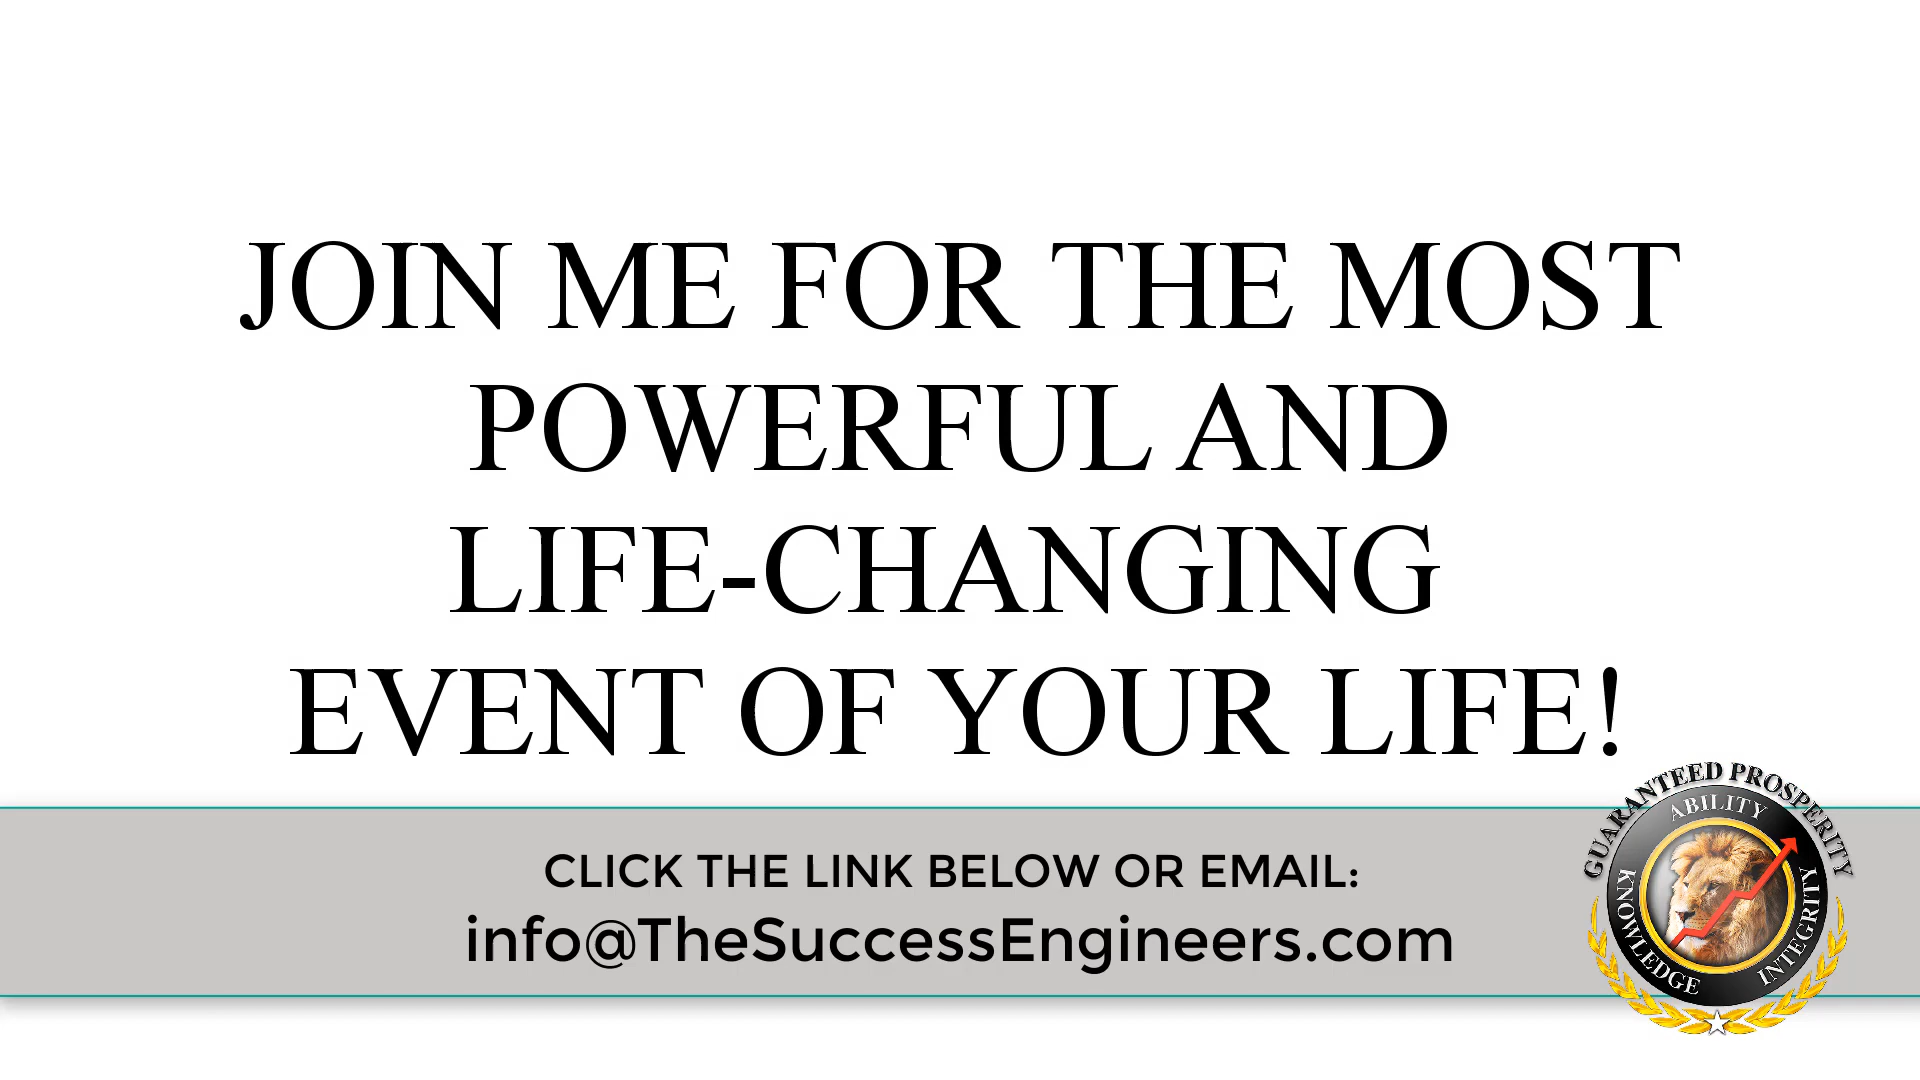 JOIN ME FOR THE MOST
POWERFUL AND
LIFE-CHANGING
EVENT OF YOUR LIFE!
CLICK THE LINK BELOW OR EMAIL:
info@TheSuccessEngineers.com
GUARANTEED PROSPERITY
ABILITY
KNOWLEDGE
INTEGRITY